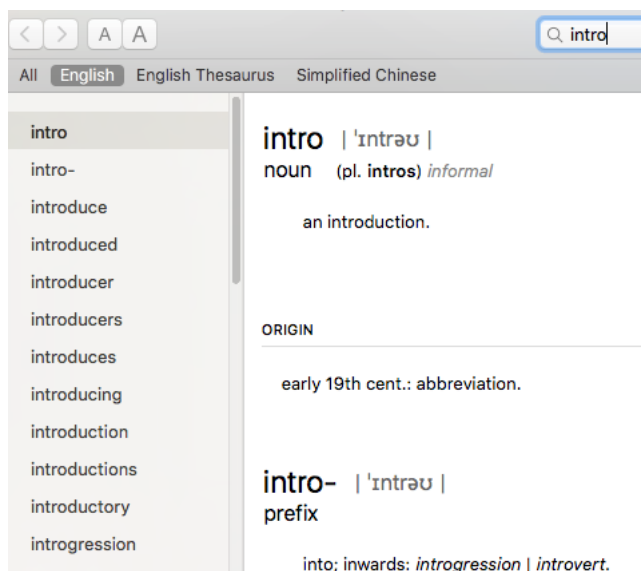 A A
intro
All English English Thesaurus Simplified Chinese
intro
intro-
introduce
introduced
introducer
introducers
introduces
introducing
introduction
introductions
introductory
introgression
intro | ˈɪntrəʊ |
noun (pl. intros) informal
an introduction.
ORIGIN
early 19th cent.: abbreviation.
intro- | ˈɪntrəʊ |
prefix
into; inwards: introgression | introvert.